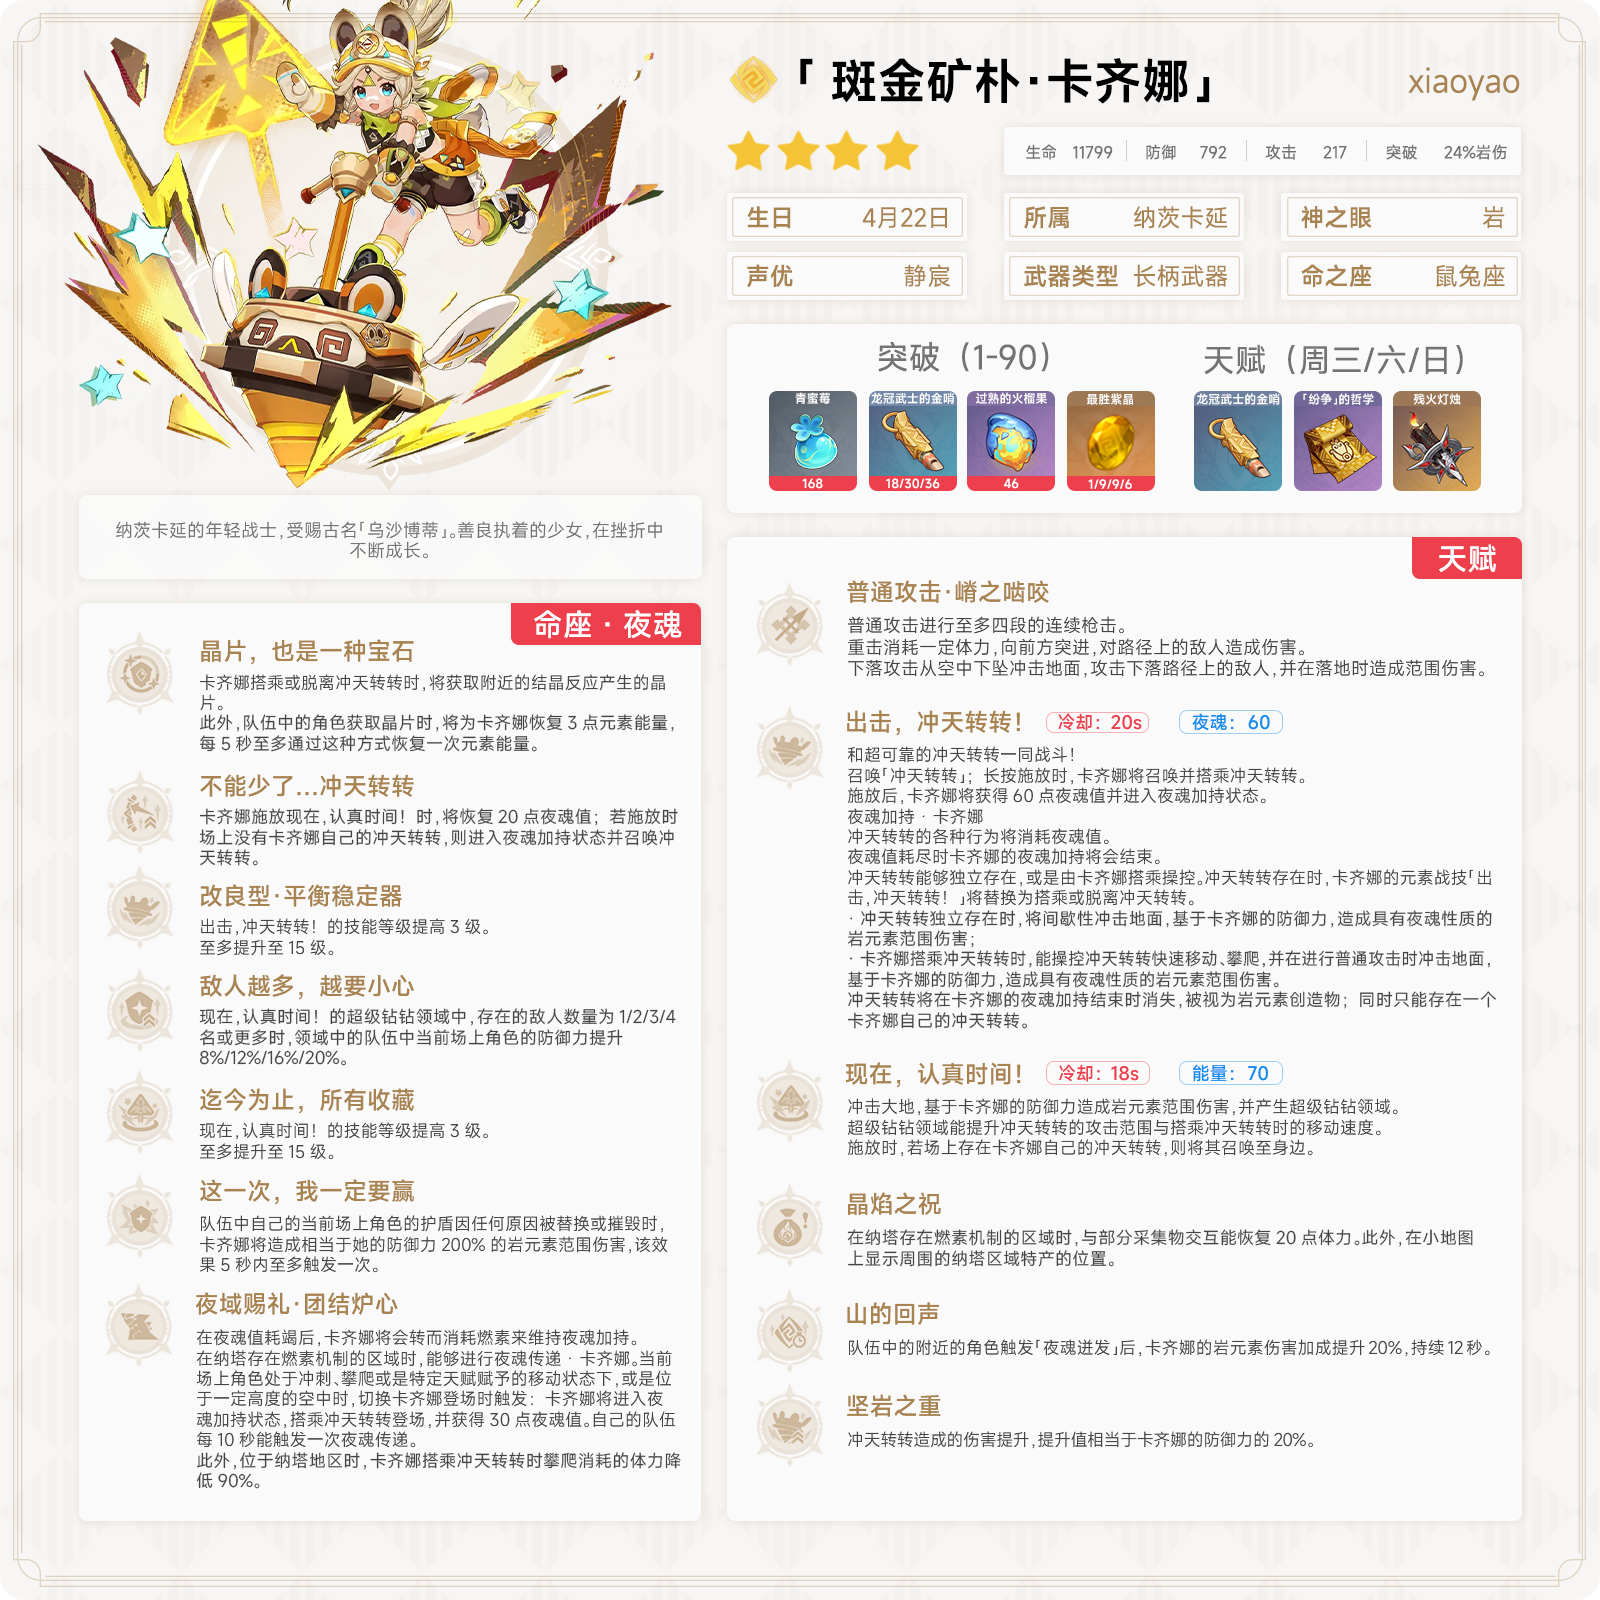 「 斑金矿朴·卡齐娜」
xiaoyao
生命 11799 防御 792 攻击 217 突破 24%岩伤
生日 4月22日 所属 纳茨卡延 神之眼 岩
声优 静宸 武器类型 长柄武器 命之座 鼠兔座
突破（1-90） 天赋（周三/六/日）
青蜜莓 龙冠武士的金哨 过熟的火榴果 最胜紫晶 龙冠武士的金哨 「纷争」的哲学 残火灯烛
168 18/30/36 46 1/9/9/6
纳茨卡延的年轻战士,受赐古名「乌沙博蒂」。善良执着的少女,在挫折中
不断成长。
命座 · 夜魂
晶片，也是一种宝石
卡齐娜搭乘或脱离冲天转转时,将获取附近的结晶反应产生的晶
片。
此外,队伍中的角色获取晶片时,将为卡齐娜恢复 3 点元素能量,
每 5 秒至多通过这种方式恢复一次元素能量。
不能少了...冲天转转
卡齐娜施放现在,认真时间！时,将恢复 20 点夜魂值；若施放时
场上没有卡齐娜自己的冲天转转,则进入夜魂加持状态并召唤冲
天转转。
改良型·平衡稳定器
出击,冲天转转！的技能等级提高 3 级。
至多提升至 15 级。
敌人越多，越要小心
现在,认真时间！的超级钻钻领域中,存在的敌人数量为 1/2/3/4
名或更多时,领域中的队伍中当前场上角色的防御力提升
8%/12%/16%/20%。
迄今为止，所有收藏
现在,认真时间！的技能等级提高 3 级。
至多提升至 15 级。
这一次，我一定要赢
队伍中自己的当前场上角色的护盾因任何原因被替换或摧毁时,
卡齐娜将造成相当于她的防御力 200% 的岩元素范围伤害,该效
果 5 秒内至多触发一次。
夜域赐礼·团结炉心
在夜魂值耗竭后,卡齐娜将会转而消耗燃素来维持夜魂加持。
在纳塔存在燃素机制的区域时,能够进行夜魂传递 · 卡齐娜。当前
场上角色处于冲刺、攀爬或是特定天赋赋予的移动状态下,或是位
于一定高度的空中时,切换卡齐娜登场时触发：卡齐娜将进入夜
魂加持状态,搭乘冲天转转登场,并获得 30 点夜魂值。自己的队伍
每 10 秒能触发一次夜魂传递。
此外,位于纳塔地区时,卡齐娜搭乘冲天转转时攀爬消耗的体力降
低 90%。
天赋
普通攻击·嵴之啮咬
普通攻击进行至多四段的连续枪击。
重击消耗一定体力,向前方突进,对路径上的敌人造成伤害。
下落攻击从空中下坠冲击地面,攻击下落路径上的敌人,并在落地时造成范围伤害。
出击，冲天转转！ 冷却：20s 夜魂：60
和超可靠的冲天转转一同战斗！
召唤「冲天转转」；长按施放时,卡齐娜将召唤并搭乘冲天转转。
施放后,卡齐娜将获得 60 点夜魂值并进入夜魂加持状态。
夜魂加持 · 卡齐娜
冲天转转的各种行为将消耗夜魂值。
夜魂值耗尽时卡齐娜的夜魂加持将会结束。
冲天转转能够独立存在,或是由卡齐娜搭乘操控。冲天转转存在时,卡齐娜的元素战技「出
击,冲天转转！」将替换为搭乘或脱离冲天转转。
· 冲天转转独立存在时,将间歇性冲击地面,基于卡齐娜的防御力,造成具有夜魂性质的
岩元素范围伤害；
· 卡齐娜搭乘冲天转转时,能操控冲天转转快速移动、攀爬,并在进行普通攻击时冲击地面,
基于卡齐娜的防御力,造成具有夜魂性质的岩元素范围伤害。
冲天转转将在卡齐娜的夜魂加持结束时消失,被视为岩元素创造物；同时只能存在一个
卡齐娜自己的冲天转转。
现在，认真时间！ 冷却：18s 能量：70
冲击大地,基于卡齐娜的防御力造成岩元素范围伤害,并产生超级钻钻领域。
超级钻钻领域能提升冲天转转的攻击范围与搭乘冲天转转时的移动速度。
施放时,若场上存在卡齐娜自己的冲天转转,则将其召唤至身边。
晶焰之祝
在纳塔存在燃素机制的区域时,与部分采集物交互能恢复 20 点体力。此外,在小地图
上显示周围的纳塔区域特产的位置。
山的回声
队伍中的附近的角色触发「夜魂迸发」后,卡齐娜的岩元素伤害加成提升 20%,持续 12 秒。
坚岩之重
冲天转转造成的伤害提升,提升值相当于卡齐娜的防御力的 20%。